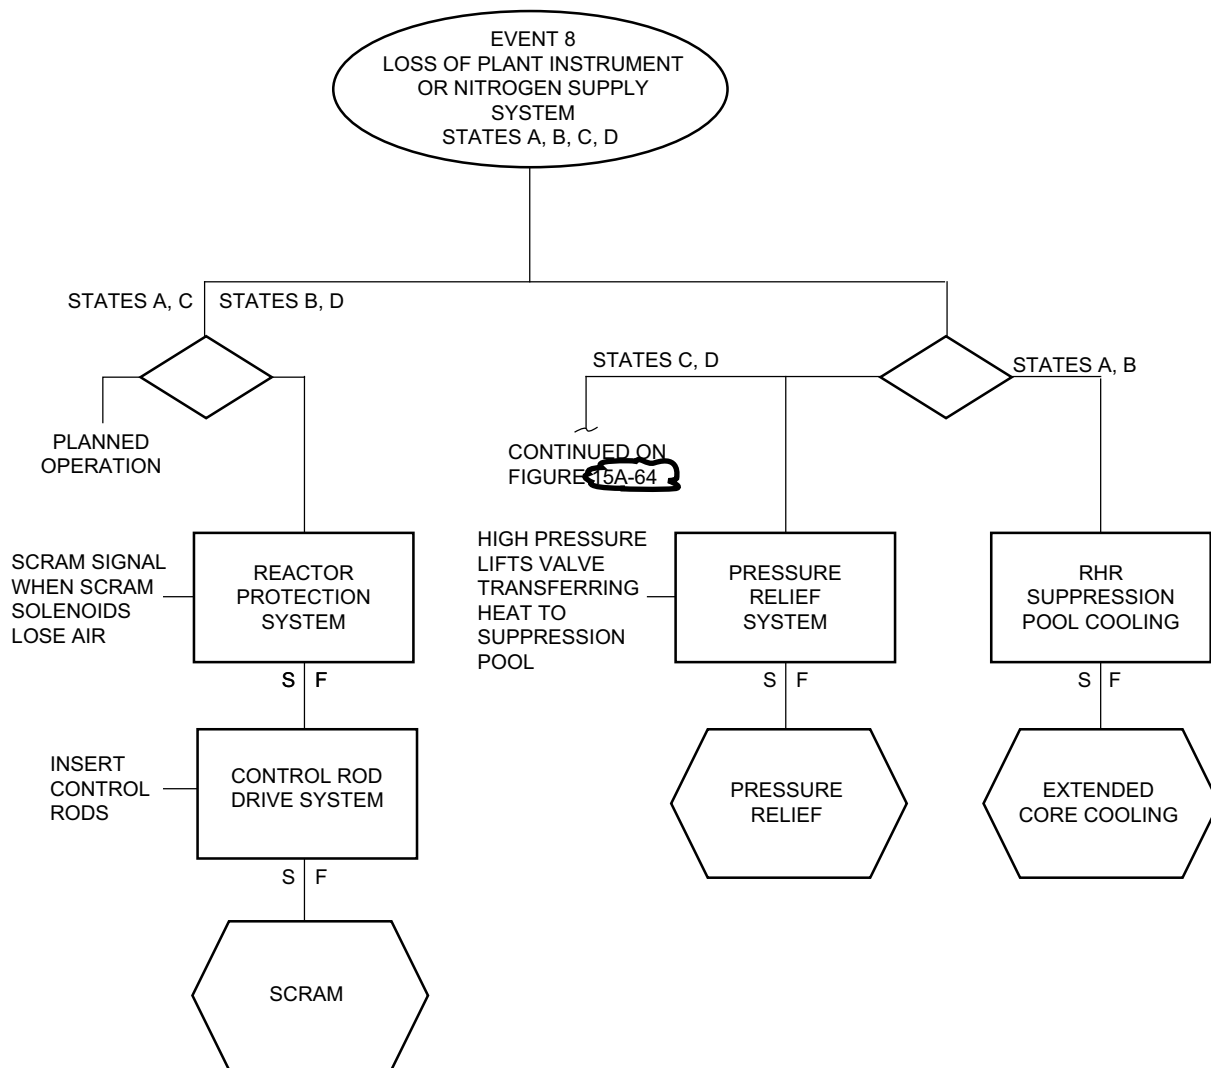 EVENT 8
LOSS OF PLANT INSTRUMENT
OR NITROGEN SUPPLY
SYSTEM
STATES A, B, C, D
STATES A, C
STATES B, D
STATES C, D
STATES A, B
PLANNED
OPERATION
CONTINUED ON
FIGURE 15A-64
SCRAM SIGNAL
WHEN SCRAM
SOLENOIDS
LOSE AIR
REACTOR
PROTECTION
SYSTEM
HIGH PRESSURE
LIFTS VALVE
TRANSFERRING
HEAT TO
SUPPRESSION
POOL
PRESSURE
RELIEF
SYSTEM
RHR
SUPPRESSION
POOL COOLING
S F
S F
S F
INSERT
CONTROL
RODS
CONTROL ROD
DRIVE SYSTEM
PRESSURE
RELIEF
EXTENDED
CORE COOLING
S F
SCRAM